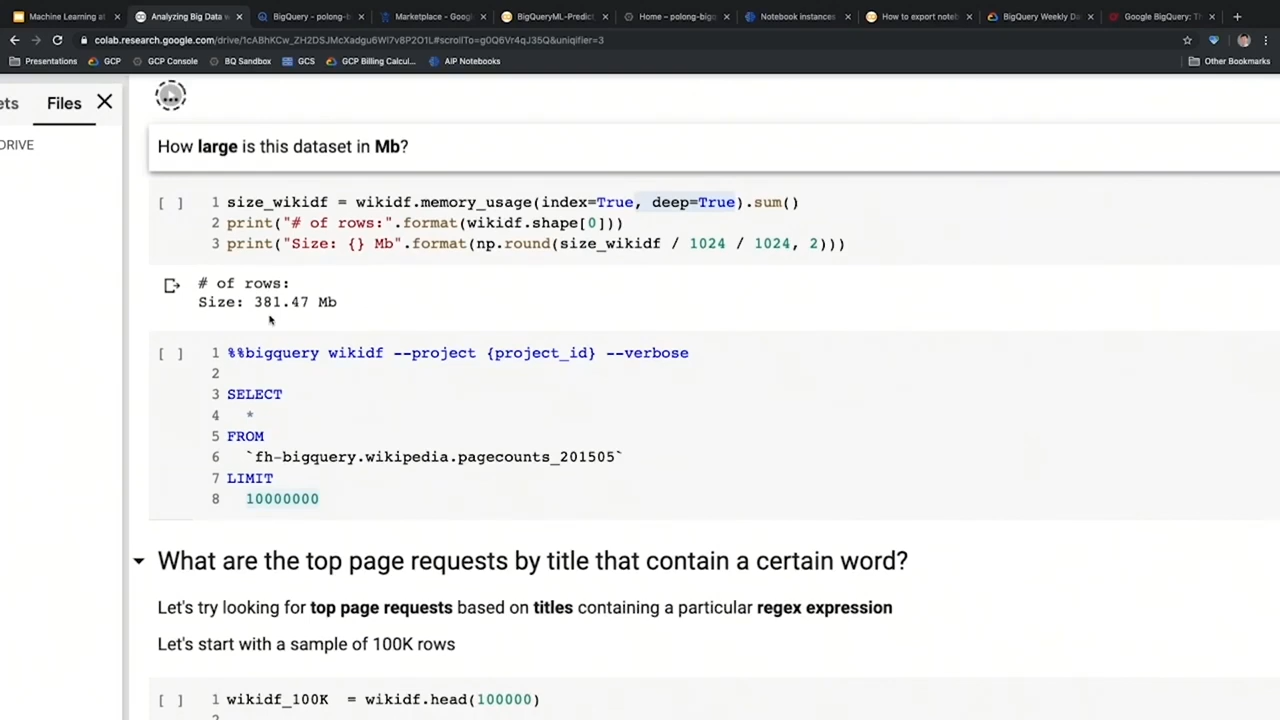 Machine Learning at
Analyzing Big Data w
BigQuery - polong-b
Marketplace - Goog
BigQueryML-Predict
Home – polong-big
Notebook instances
How to export noteb
BigQuery Weekly Da
Google BigQuery: Th
colab.research.google.com/drive/1cABhKCw_ZH2DSJMcXadgu6Wl7v8P2O1L#scrollTo=g0Q6Vr4qJ35Q&uniqifier=3
Presentations
GCP
GCP Console
BQ Sandbox
GCS
GCP Billing Calcul...
AIP Notebooks
Other Bookmarks
ets
Files
DRIVE
How large is this dataset in Mb?
[ ] 1 size_wikidf = wikidf.memory_usage(index=True, deep=True).sum()
2 print("# of rows:".format(wikidf.shape[0]))
3 print("Size: {} Mb".format(np.round(size_wikidf / 1024 / 1024, 2)))
# of rows:
Size: 381.47 Mb
[ ] 1 %%bigquery wikidf --project {project_id} --verbose
2
3 SELECT
4 *
5 FROM
6 `fh-bigquery.wikipedia.pagecounts_201505`
7 LIMIT
8 10000000
What are the top page requests by title that contain a certain word?
Let's try looking for top page requests based on titles containing a particular regex expression
Let's start with a sample of 100K rows
[ ] 1 wikidf_100K = wikidf.head(100000)
2